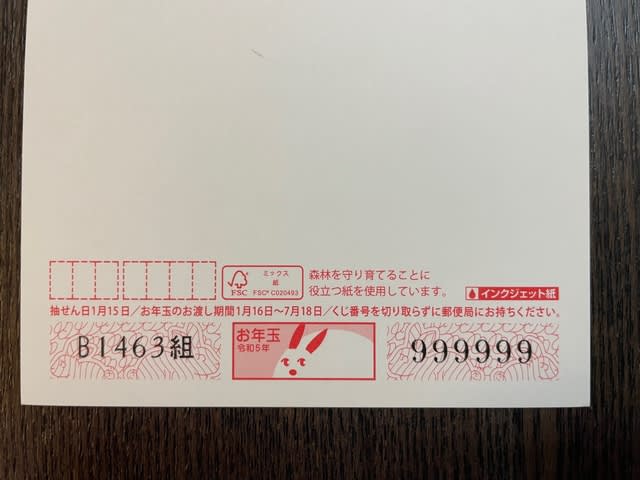 FSC
ミックス
紙
FSC® C020493
森林を守り育てることに
役立つ紙を使用しています。
インクジェット紙
抽せん日1月15日/お年玉のお渡し期間1月16日~7月18日/くじ番号を切り取らずに郵便局にお持ちください。
B1463組
お年玉
令和5年
999999